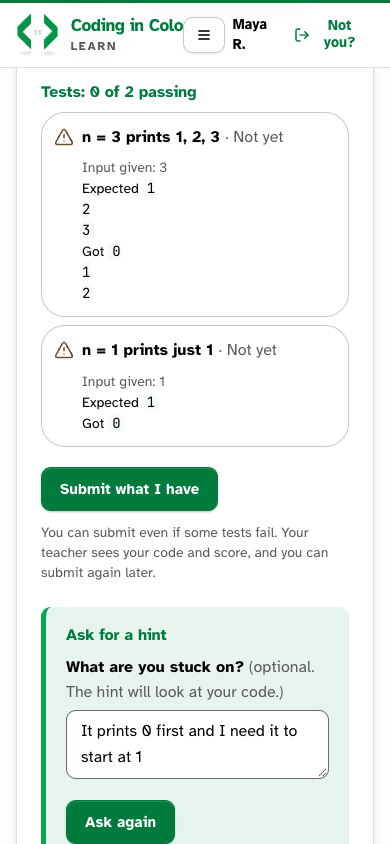 Coding in Colo
LEARN
Maya R.
Not you?
Tests: 0 of 2 passing
n = 3 prints 1, 2, 3 · Not yet
Input given: 3
Expected 1
2
3
Got 0
1
2
n = 1 prints just 1 · Not yet
Input given: 1
Expected 1
Got 0
Submit what I have
You can submit even if some tests fail. Your
teacher sees your code and score, and you can
submit again later.
Ask for a hint
What are you stuck on? (optional.
The hint will look at your code.)
It prints 0 first and I need it to
start at 1
Ask again